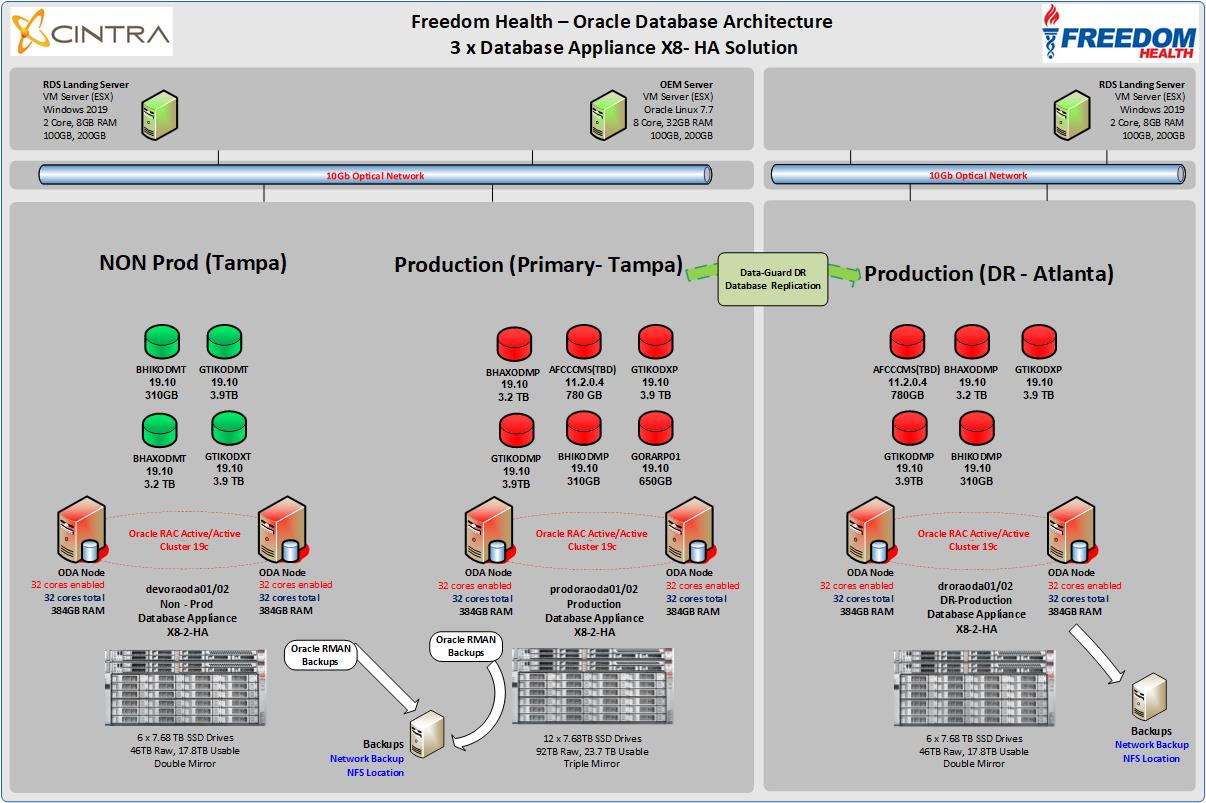 CINTRA
Freedom Health – Oracle Database Architecture
3 x Database Appliance X8- HA Solution
FREEDOM
HEALTH
RDS Landing Server
VM Server (ESX)
Windows 2019
2 Core, 8GB RAM
100GB, 200GB
OEM Server
VM Server (ESX)
Oracle Linux 7.7
8 Core, 32GB RAM
100GB, 200GB
RDS Landing Server
VM Server (ESX)
Windows 2019
2 Core, 8GB RAM
100GB, 200GB
10Gb Optical Network
10Gb Optical Network
NON Prod (Tampa)
Production (Primary- Tampa)
Data-Guard DR
Database Replication
Production (DR - Atlanta)
BHIKODMT
19.10
310GB
GTIKODMT
19.10
3.9TB
BHAXODMT
19.10
3.2 TB
GTIKODXT
19.10
3.9 TB
BHAXODMP
19.10
3.2 TB
AFCCCMS(TBD)
11.2.0.4
780 GB
GTIKODXP
19.10
3.9 TB
GTIKODMP
19.10
3.9TB
BHIKODMP
19.10
310GB
GORARP01
19.10
650GB
AFCCCMS(TBD)
11.2.0.4
780GB
BHAXODMP
19.10
3.2 TB
GTIKODXP
19.10
3.9 TB
GTIKODMP
19.10
3.9TB
BHIKODMP
19.10
310GB
Oracle RAC Active/Active
Cluster 19c
ODA Node
32 cores enabled
32 cores total
384GB RAM
ODA Node
32 cores enabled
32 cores total
384GB RAM
devoraoda01/02
Non - Prod
Database Appliance
X8-2-HA
6 x 7.68 TB SSD Drives
46TB Raw, 17.8TB Usable
Double Mirror
Oracle RMAN
Backups
Oracle RAC Active/Active
Cluster 19c
ODA Node
32 cores enabled
32 cores total
384GB RAM
ODA Node
32 cores enabled
32 cores total
384GB RAM
prodoraoda01/02
Production
Database Appliance
X8-2-HA
Oracle RMAN
Backups
12 x 7.68TB SSD Drives
92TB Raw, 23.7 TB Usable
Triple Mirror
Backups
Network Backup
NFS Location
Oracle RAC Active/Active
Cluster 19c
ODA Node
32 cores enabled
32 cores total
384GB RAM
ODA Node
32 cores enabled
32 cores total
384GB RAM
droraoda01/02
DR-Production
Database Appliance
X8-2-HA
6 x 7.68 TB SSD Drives
46TB Raw, 17.8TB Usable
Double Mirror
Backups
Network Backup
NFS Location